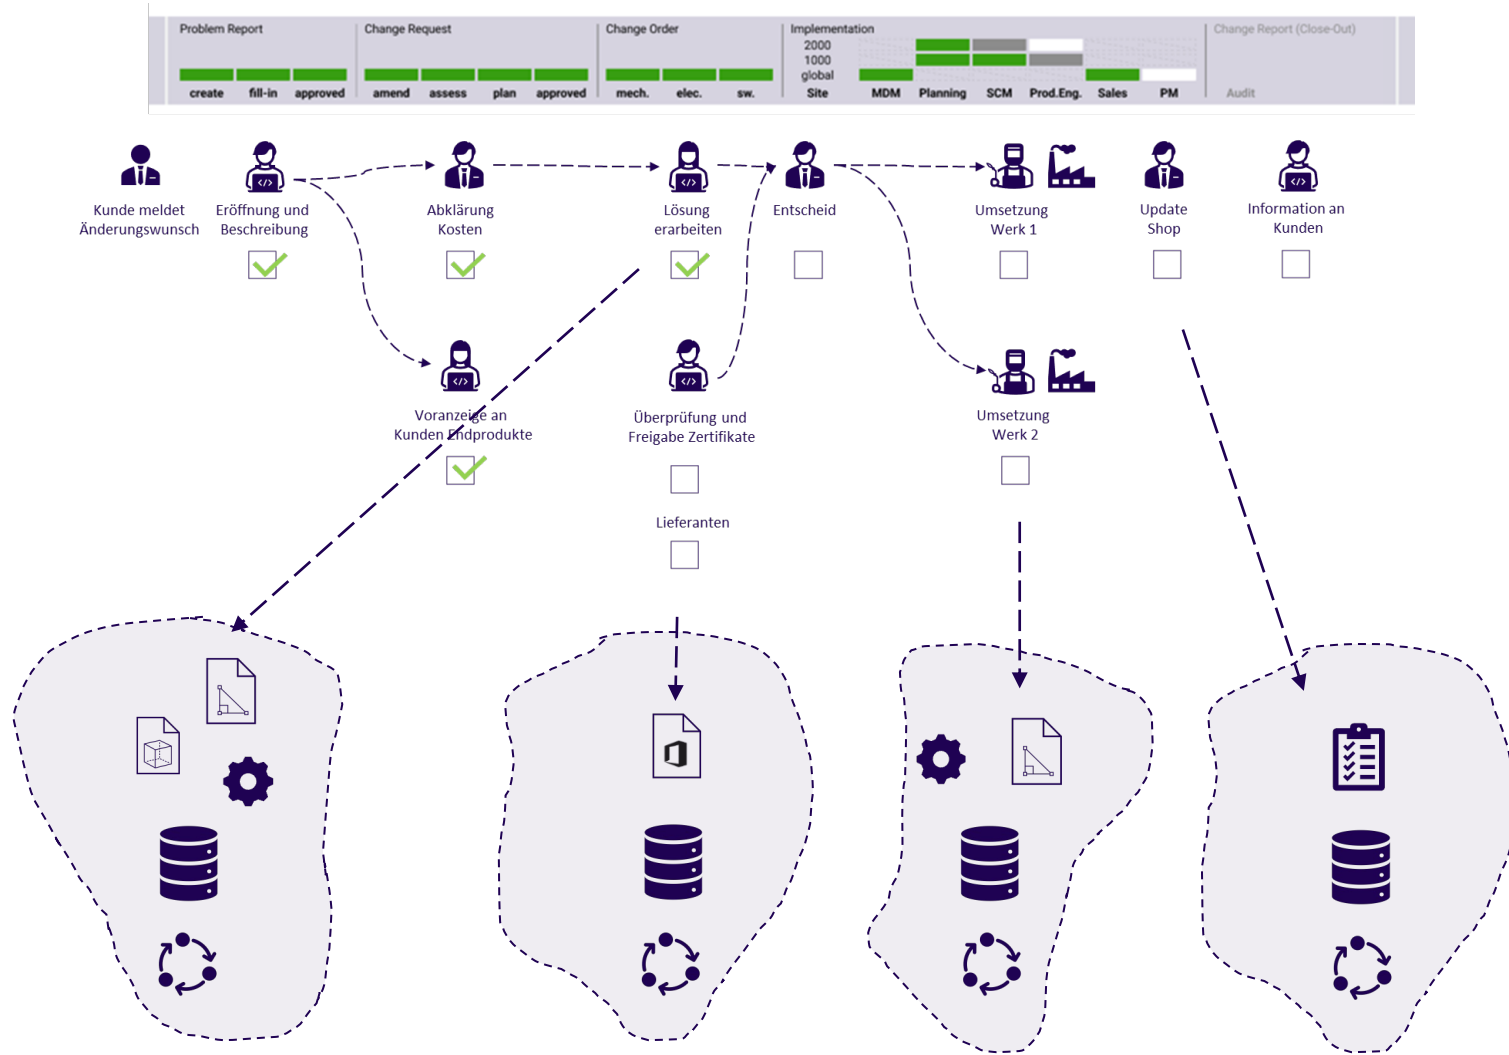 Problem Report
Change Request
Change Order
Implementation
Change Report (Close-Out)
2000
1000
global
create fill-in approved amend assess plan approved mech. elec. sw. Site MDM Planning SCM Prod.Eng. Sales PM Audit
Kunde meldet
Änderungswunsch
Eröffnung und
Beschreibung
Abklärung
Kosten
Lösung
erarbeiten
Entscheid
Umsetzung
Werk 1
Update
Shop
Information an
Kunden
Voranzeige an
Kunden Endprodukte
Überprüfung und
Freigabe Zertifikate
Umsetzung
Werk 2
Lieferanten